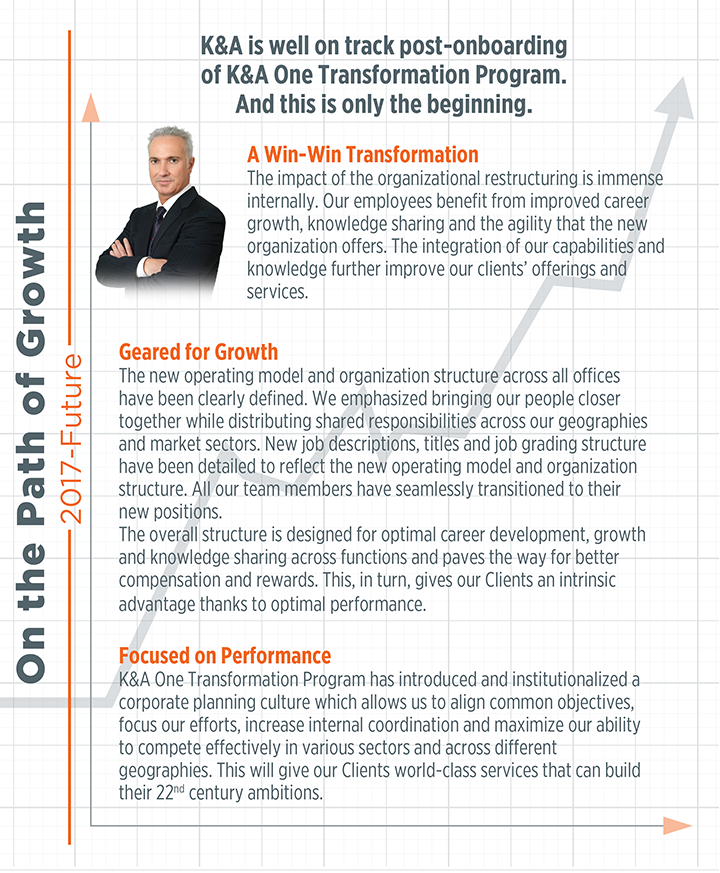 K&A is well on track post-onboarding
of K&A One Transformation Program.
And this is only the beginning.
On the Path of Growth
2017-Future
A Win-Win Transformation
The impact of the organizational restructuring is immense
internally. Our employees benefit from improved career
growth, knowledge sharing and the agility that the new
organization offers. The integration of our capabilities and
knowledge further improve our clients’ offerings and
services.
Geared for Growth
The new operating model and organization structure across all offices
have been clearly defined. We emphasized bringing our people closer
together while distributing shared responsibilities across our geographies
and market sectors. New job descriptions, titles and job grading structure
have been detailed to reflect the new operating model and organization
structure. All our team members have seamlessly transitioned to their
new positions.
The overall structure is designed for optimal career development, growth
and knowledge sharing across functions and paves the way for better
compensation and rewards. This, in turn, gives our Clients an intrinsic
advantage thanks to optimal performance.
Focused on Performance
K&A One Transformation Program has introduced and institutionalized a
corporate planning culture which allows us to align common objectives,
focus our efforts, increase internal coordination and maximize our ability
to compete effectively in various sectors and across different
geographies. This will give our Clients world-class services that can build
their 22nd century ambitions.